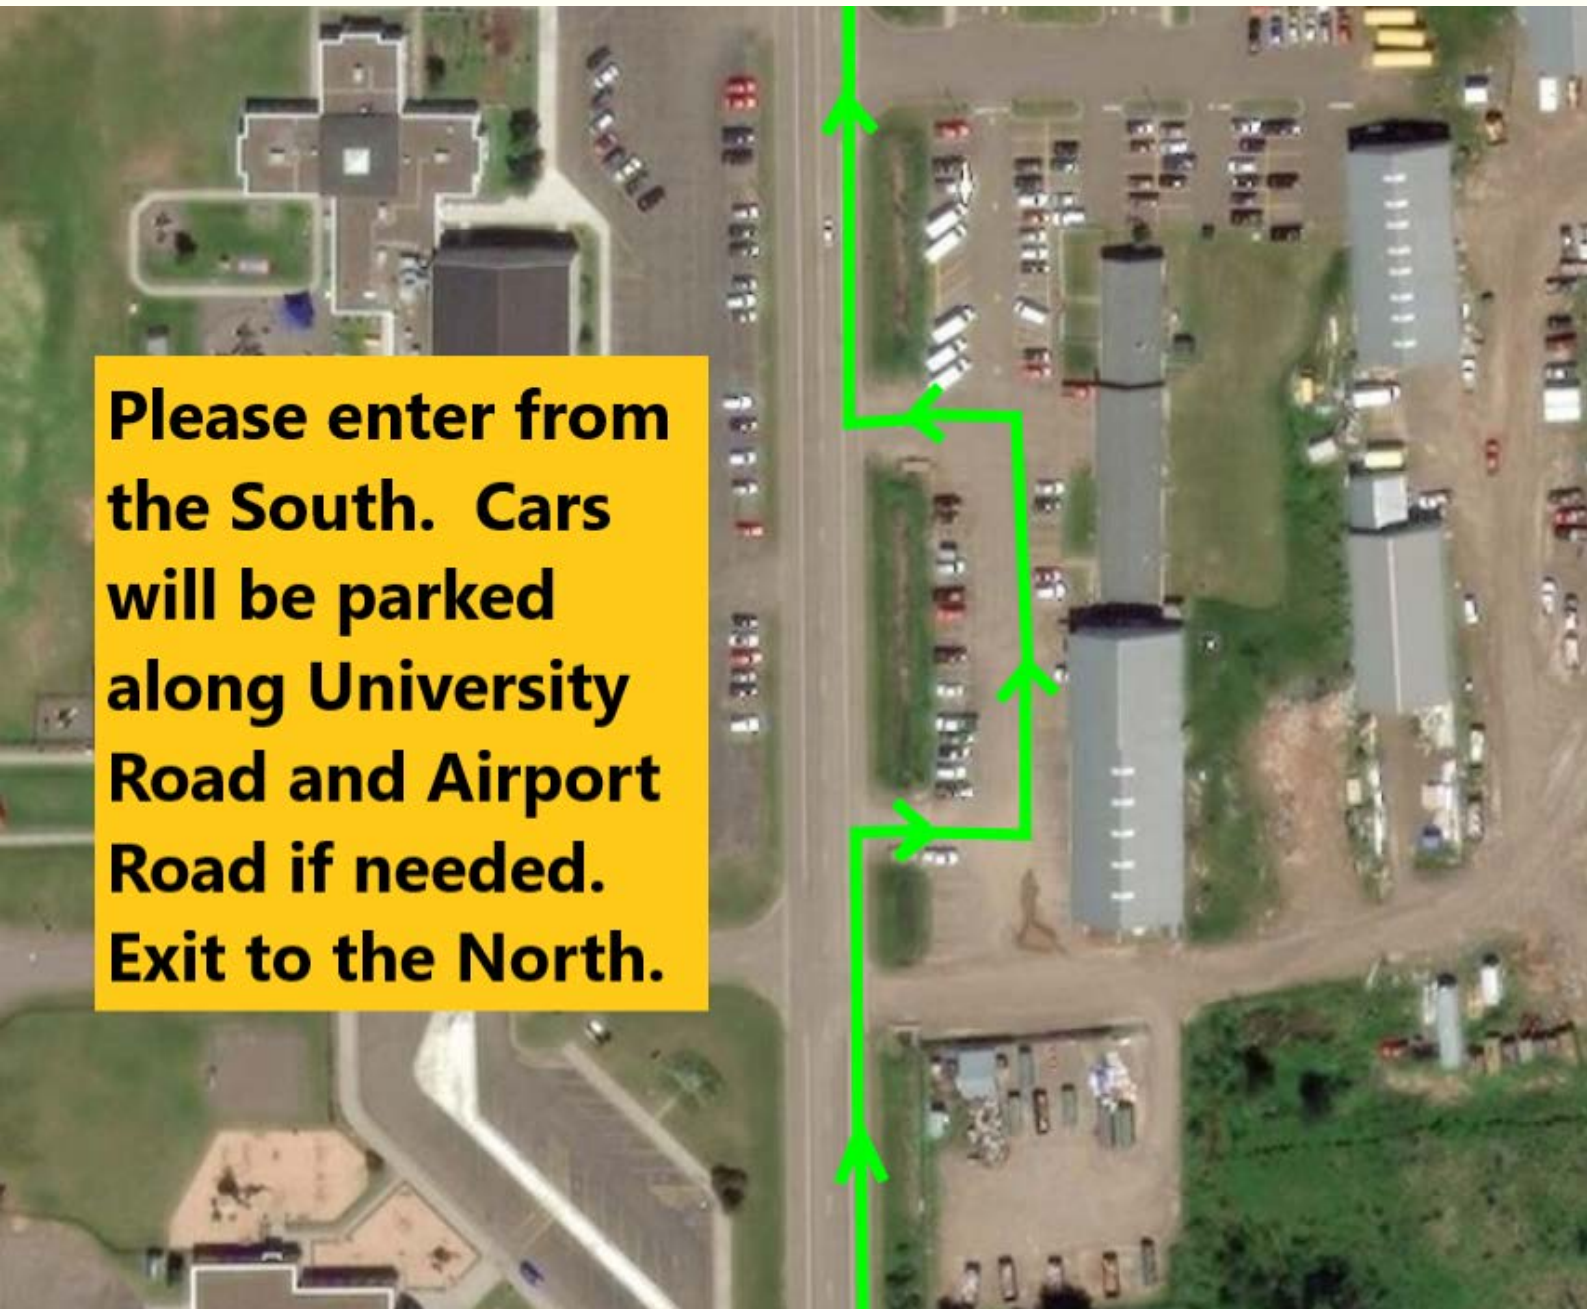 Please enter from
the South.  Cars
will be parked
along University
Road and Airport
Road if needed.
Exit to the North.